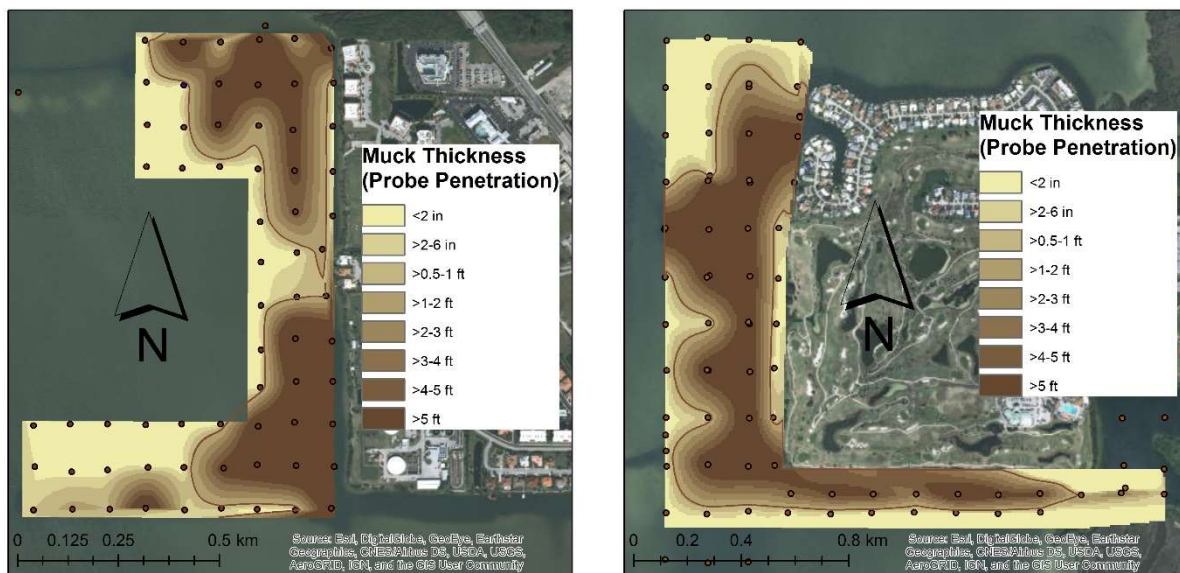 Muck Thickness
(Probe Penetration)
<2 in
>2-6 in
>0.5-1 ft
>1-2 ft
>2-3 ft
>3-4 ft
>4-5 ft
>5 ft
N
0 0.125 0.25 0.5 km
Source: Esri, DigitalGlobe, GeoEye, Earthstar
Geographics, CNES/Airbus DS, USDA, USGS,
AeroGRID, IGN, and the GIS User Community
Muck Thickness
(Probe Penetration)
<2 in
>2-6 in
>0.5-1 ft
>1-2 ft
>2-3 ft
>3-4 ft
>4-5 ft
>5 ft
N
0 0.2 0.4 0.8 km
Source: Esri, DigitalGlobe, GeoEye, Earthstar
Geographics, CNES/Airbus DS, USDA, USGS,
AeroGRID, IGN, and the GIS User Community